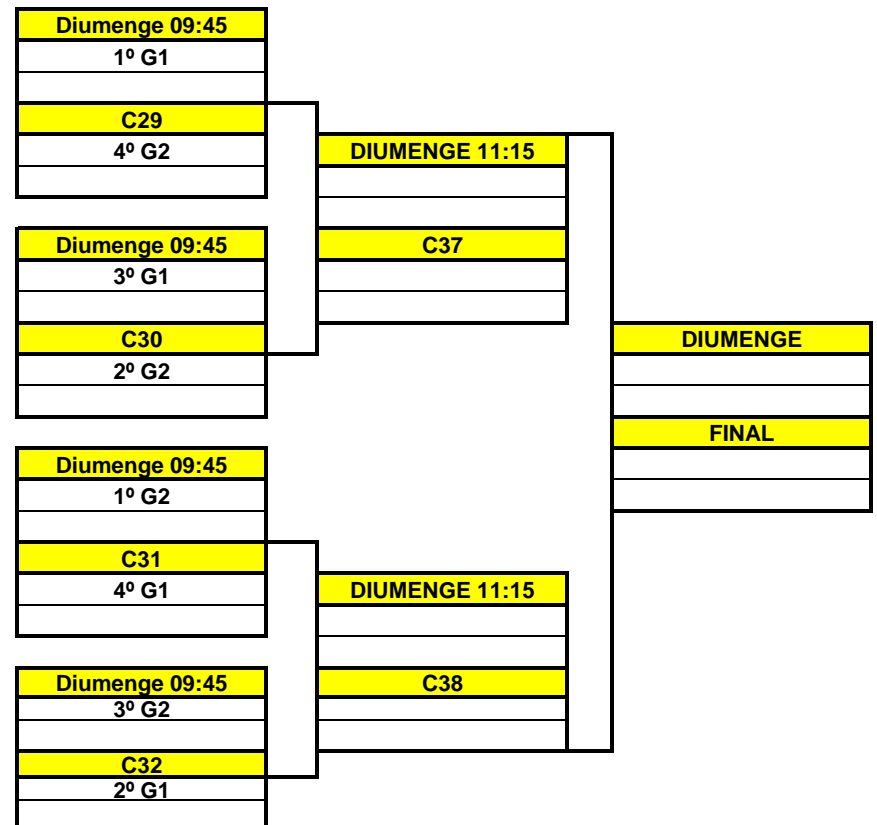 Diumenge 09:45
1º G1
C29
4º G2
Diumenge 09:45
3º G1
C30
2º G2
Diumenge 09:45
1º G2
C31
4º G1
Diumenge 09:45
3º G2
C32
2º G1
DIUMENGE 11:15
C37
DIUMENGE 11:15
C38
DIUMENGE
FINAL